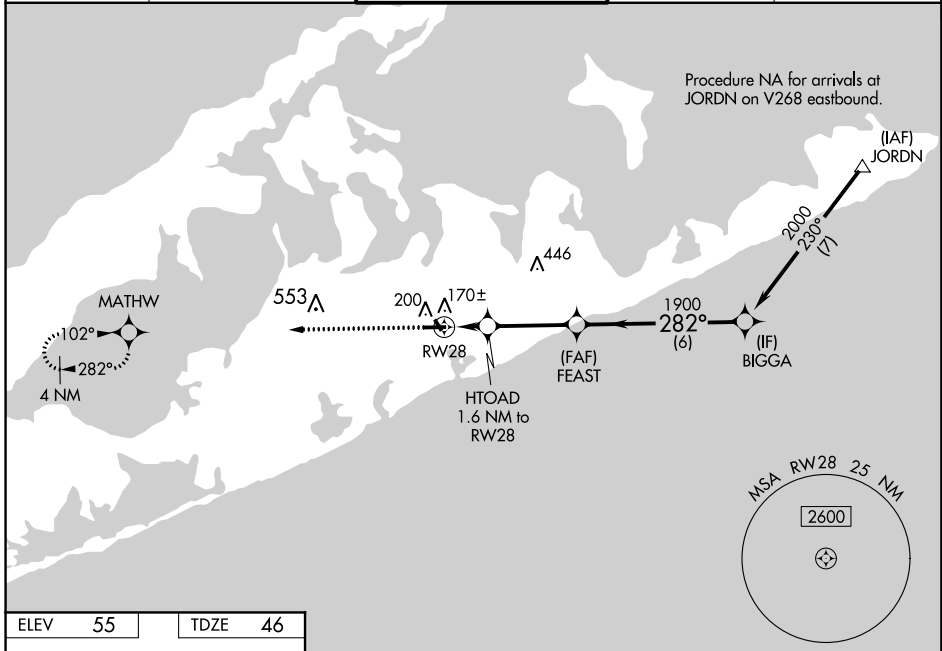 Procedure NA for arrivals at
JORDN on V268 eastbound.
(IAF)
JORDN
2000
230°
(7)
446
MATHW
553
200
170±
102°
282°
4 NM
RW28
1900
282°
(6)
(FAF)
FEAST
(IF)
BIGGA
HTOAD
1.6 NM to
RW28
MSA RW28 25 NM
2600
ELEV 55
TDZE 46